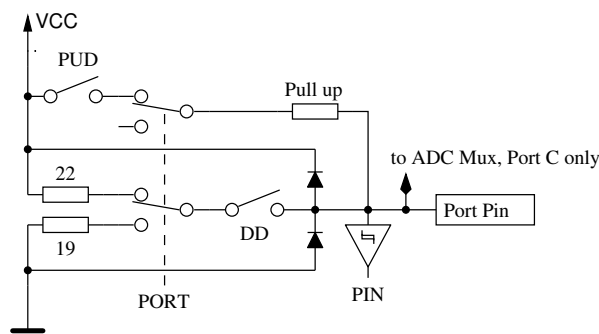 VCC
PUD
Pull up
to ADC Mux, Port C only
22
Port Pin
19
DD
PIN
PORT